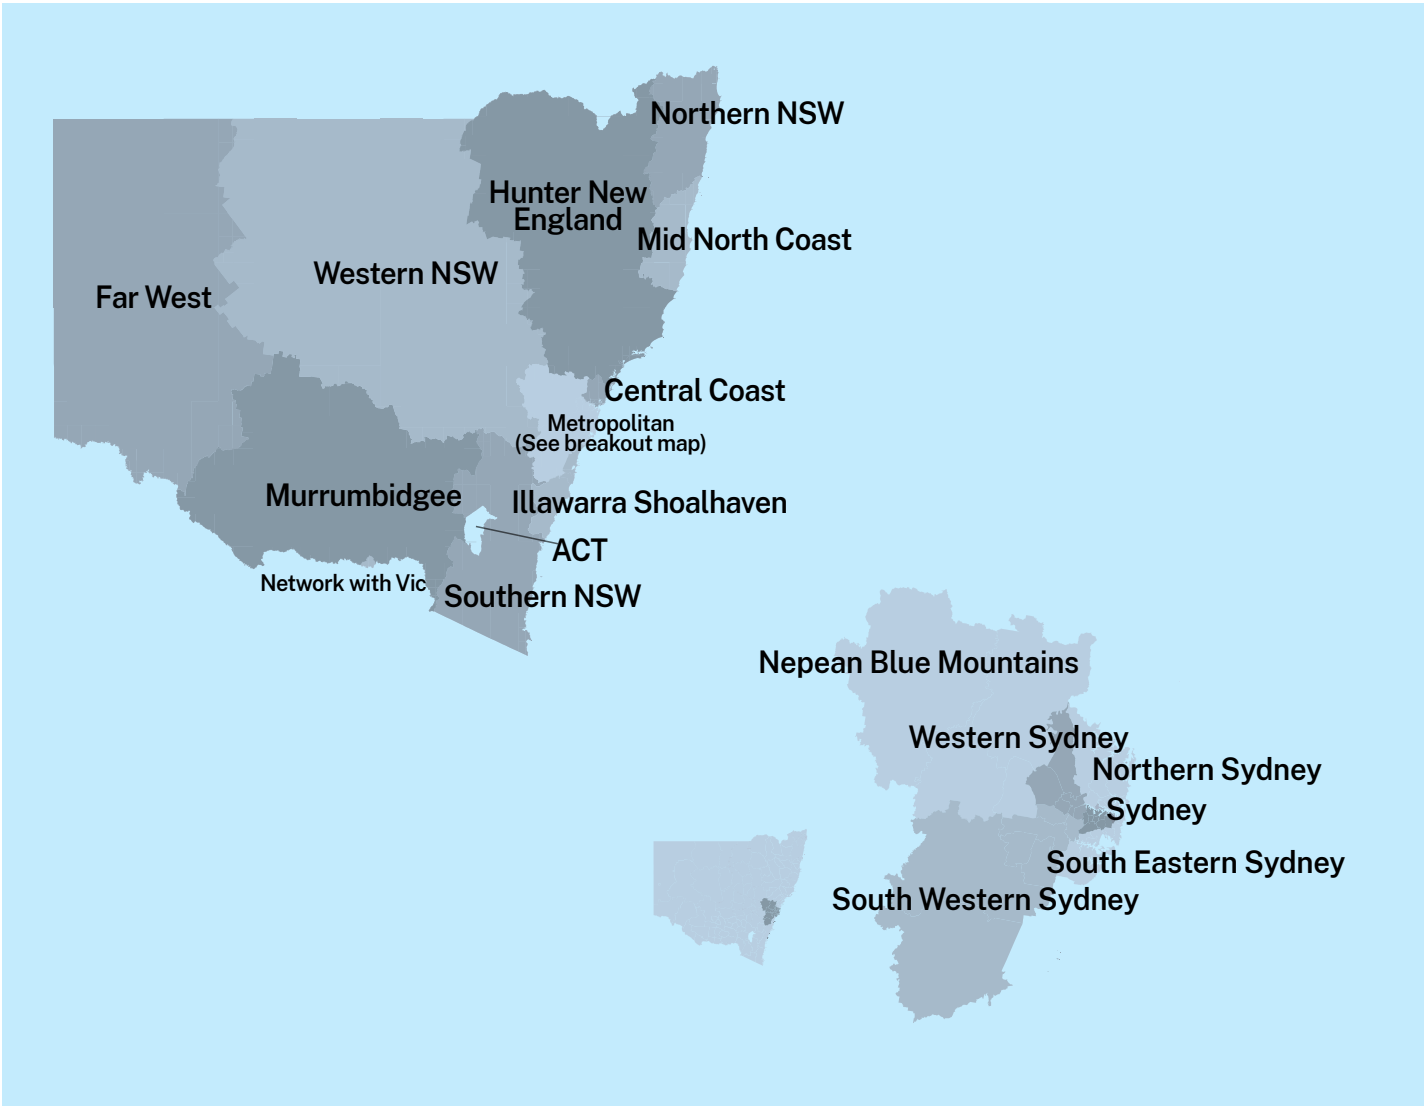 Northern NSW
Hunter New
England
Mid North Coast
Western NSW
Far West
Central Coast
Metropolitan
(See breakout map)
Murrumbidgee
Illawarra Shoalhaven
ACT
Network with Vic
Southern NSW
Nepean Blue Mountains
Western Sydney
Northern Sydney
Sydney
South Eastern Sydney
South Western Sydney